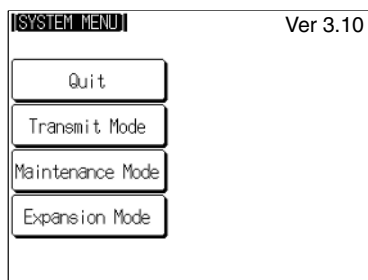 [SYSTEM MENU] Ver 3.10
Quit
Transmit Mode
Maintenance Mode
Expansion Mode